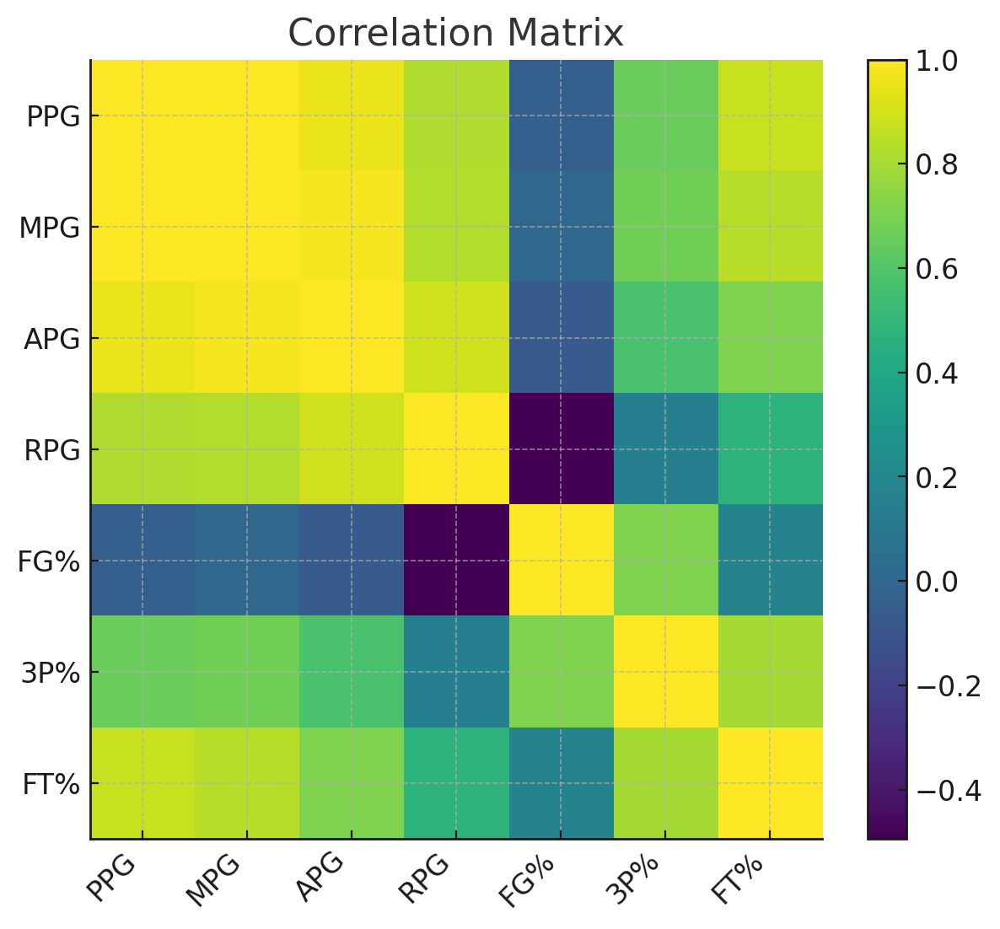 Correlation Matrix
PPG
MPG
APG
RPG
FG%
3P%
FT%
PPG
MPG
APG
RPG
FG%
3P%
FT%
1.0
0.8
0.6
0.4
0.2
0.0
−0.2
−0.4